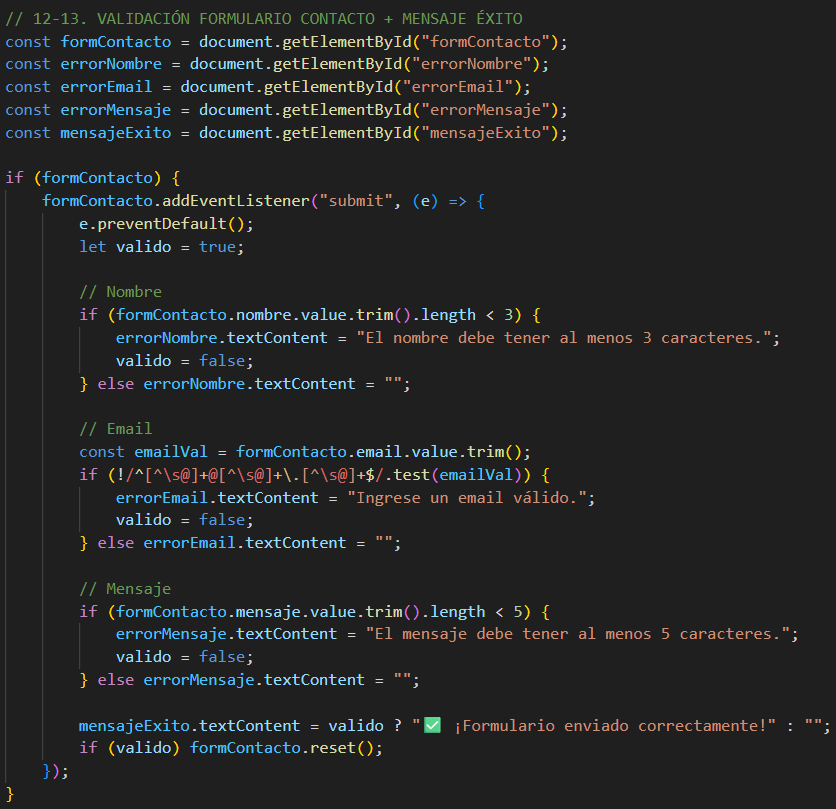 // 12-13. VALIDACIÓN FORMULARIO CONTACTO + MENSAJE ÉXITO
const formContacto = document.getElementById("formContacto");
const errorNombre = document.getElementById("errorNombre");
const errorEmail = document.getElementById("errorEmail");
const errorMensaje = document.getElementById("errorMensaje");
const mensajeExito = document.getElementById("mensajeExito");

if (formContacto) {
    formContacto.addEventListener("submit", (e) => {
        e.preventDefault();
        let valido = true;

        // Nombre
        if (formContacto.nombre.value.trim().length < 3) {
            errorNombre.textContent = "El nombre debe tener al menos 3 caracteres.";
            valido = false;
        } else errorNombre.textContent = "";

        // Email
        const emailVal = formContacto.email.value.trim();
        if (!/^[^\s@]+@[^\s@]+\.[^\s@]+$/.test(emailVal)) {
            errorEmail.textContent = "Ingrese un email válido.";
            valido = false;
        } else errorEmail.textContent = "";

        // Mensaje
        if (formContacto.mensaje.value.trim().length < 5) {
            errorMensaje.textContent = "El mensaje debe tener al menos 5 caracteres.";
            valido = false;
        } else errorMensaje.textContent = "";

        mensajeExito.textContent = valido ? "✅ ¡Formulario enviado correctamente!" : "";
        if (valido) formContacto.reset();
    });
}